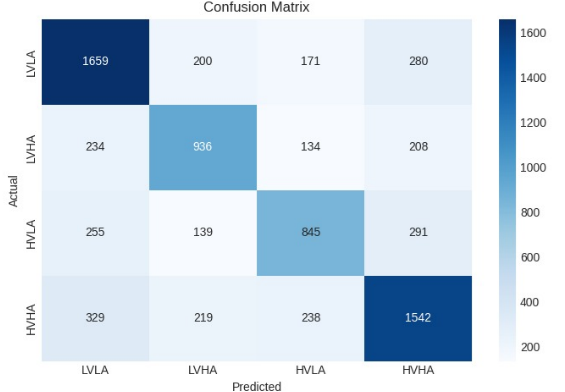 Confusion Matrix
LVLA 1659 200 171 280
LVHA 234 936 134 208
HVLA 255 139 845 291
HVHA 329 219 238 1542
LVLA LVHA HVLA HVHA
Predicted
Actual
1600
1400
1200
1000
800
600
400
200